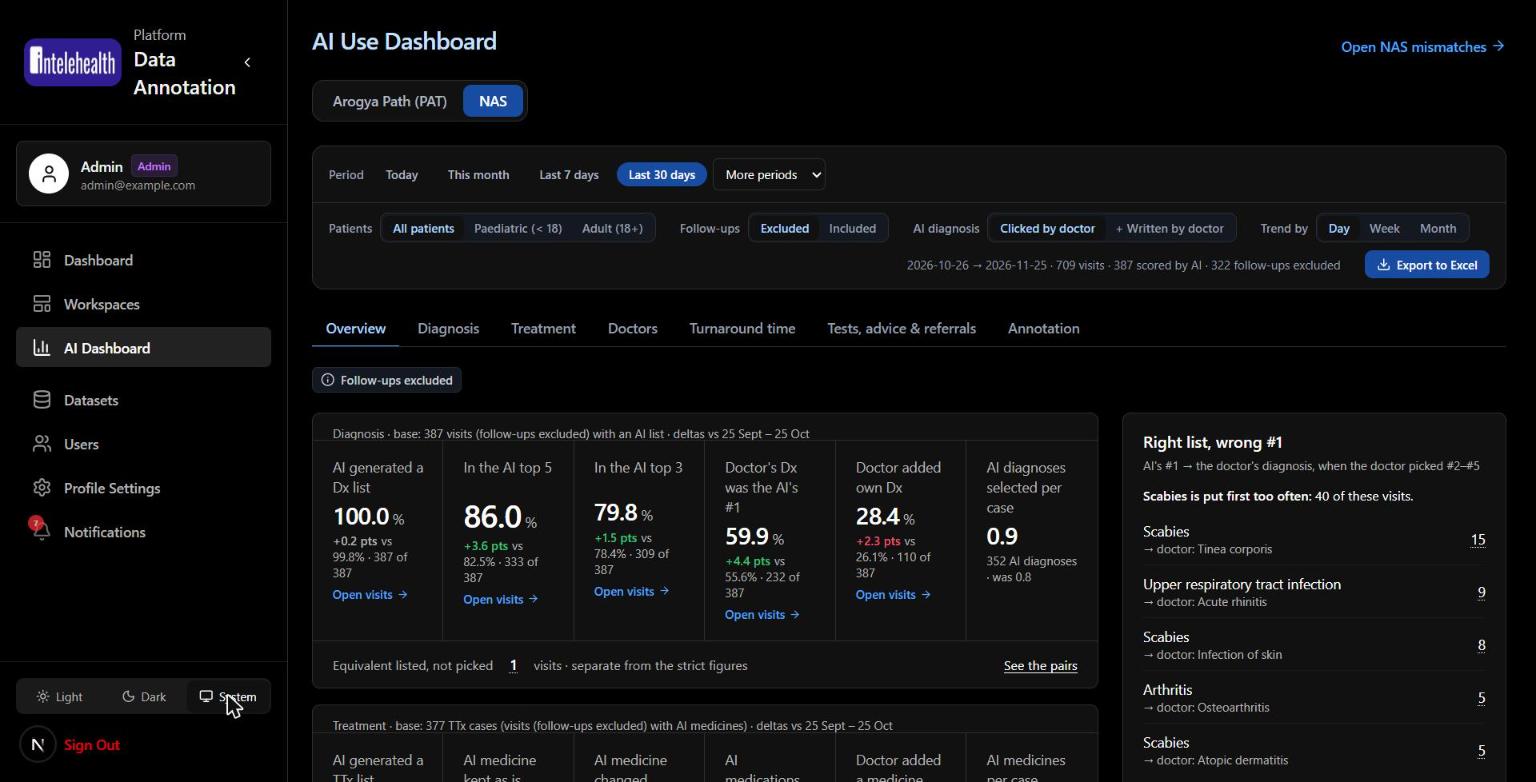 intelehealth
Platform
Data
Annotation
Admin Admin
admin@example.com
Dashboard
Workspaces
AI Dashboard
Datasets
Users
Profile Settings
7
Notifications
Light Dark System
N Sign Out
AI Use Dashboard
Open NAS mismatches →
Arogya Path (PAT) NAS
Period Today This month Last 7 days Last 30 days More periods
Patients All patients Paediatric (< 18) Adult (18+) Follow-ups Excluded Included AI diagnosis Clicked by doctor + Written by doctor Trend by Day Week Month
2026-10-26 → 2026-11-25 · 709 visits · 387 scored by AI · 322 follow-ups excluded Export to Excel
Overview Diagnosis Treatment Doctors Turnaround time Tests, advice & referrals Annotation
Follow-ups excluded
Diagnosis · base: 387 visits (follow-ups excluded) with an AI list · deltas vs 25 Sept – 25 Oct
AI generated a
Dx list
100.0 %
+0.2 pts vs
99.8% · 387 of
387
Open visits →
In the AI top 5
86.0 %
+3.6 pts vs
82.5% · 333 of
387
Open visits →
In the AI top 3
79.8 %
+1.5 pts vs
78.4% · 309 of
387
Open visits →
Doctor's Dx
was the AI's
#1
59.9 %
+4.4 pts vs
55.6% · 232 of
387
Open visits →
Doctor added
own Dx
28.4 %
+2.3 pts vs
26.1% · 110 of
387
Open visits →
AI diagnoses
selected per
case
0.9
352 AI diagnoses
· was 0.8
Equivalent listed, not picked 1 visits · separate from the strict figures See the pairs
Treatment · base: 377 TTx cases (visits (follow-ups excluded) with AI medicines) · deltas vs 25 Sept – 25 Oct
AI generated a
TTx list
AI medicine
kept as is
AI medicine
changed
AI
medications
Doctor added
a medicine
AI medicines
per case
Right list, wrong #1
AI's #1 → the doctor's diagnosis, when the doctor picked #2–#5
Scabies is put first too often: 40 of these visits.
Scabies
→ doctor: Tinea corporis
15
Upper respiratory tract infection
→ doctor: Acute rhinitis
9
Scabies
→ doctor: Infection of skin
8
Arthritis
→ doctor: Osteoarthritis
5
Scabies
→ doctor: Atopic dermatitis
5